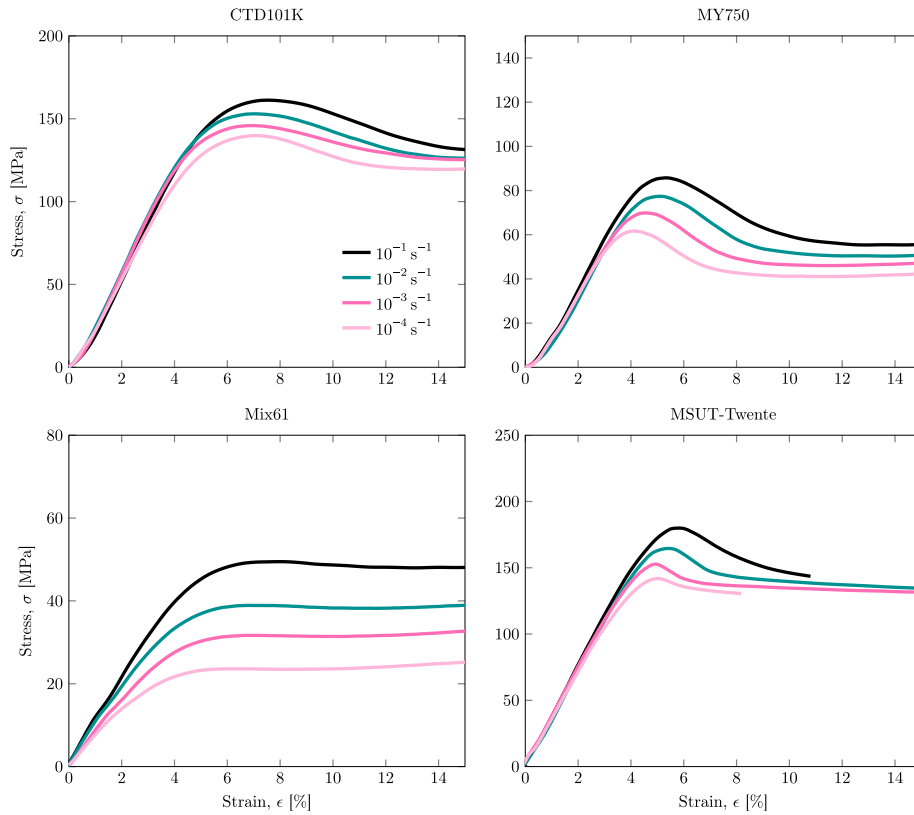 CTD101K
MY750
200
150
100
50
0
Stress, σ [MPa]
10⁻¹ s⁻¹
10⁻² s⁻¹
10⁻³ s⁻¹
10⁻⁴ s⁻¹
0 2 4 6 8 10 12 14
140
120
100
80
60
40
20
0
0 2 4 6 8 10 12 14
Mix61
MSUT-Twente
80
60
40
20
0
Stress, σ [MPa]
0 2 4 6 8 10 12 14
Strain, ϵ [%]
250
200
150
100
50
0
0 2 4 6 8 10 12 14
Strain, ϵ [%]